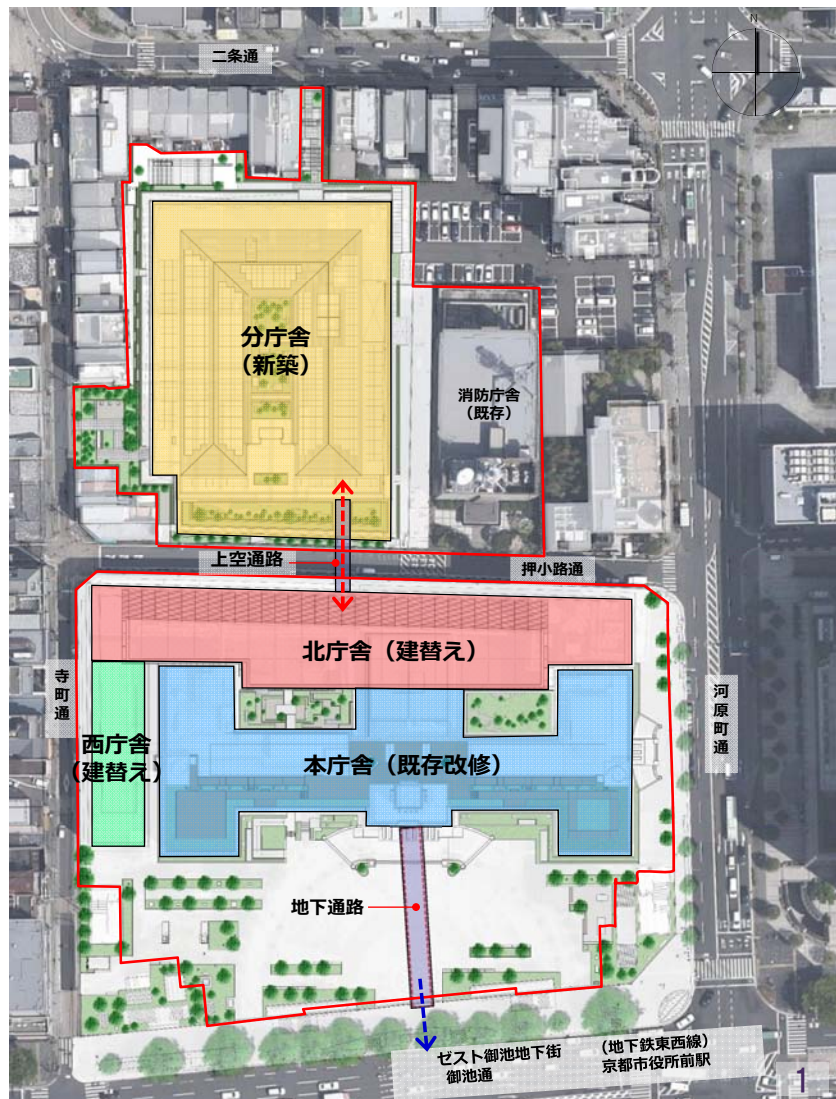 N
二条通
分庁舎
（新築）
消防庁舎
（既存）
上空通路
押小路通
北庁舎（建替え）
寺町通
河原町通
西庁舎
（建替え）
本庁舎（既存改修）
地下通路
ゼスト御池地下街
御池通
（地下鉄東西線）
京都市役所前駅
1